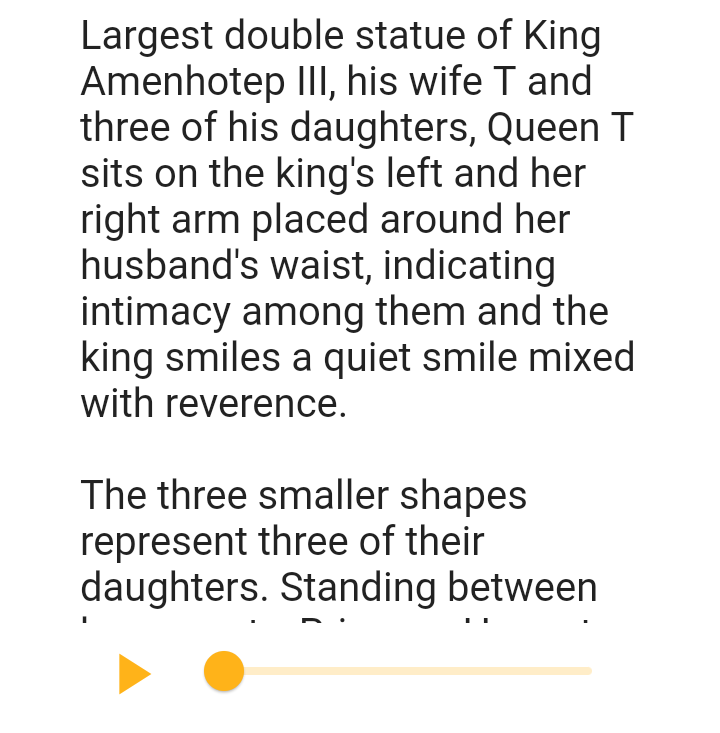 Largest double statue of King
Amenhotep III, his wife T and
three of his daughters, Queen T
sits on the king's left and her
right arm placed around her
husband's waist, indicating
intimacy among them and the
king smiles a quiet smile mixed
with reverence.
The three smaller shapes
represent three of their
daughters. Standing between